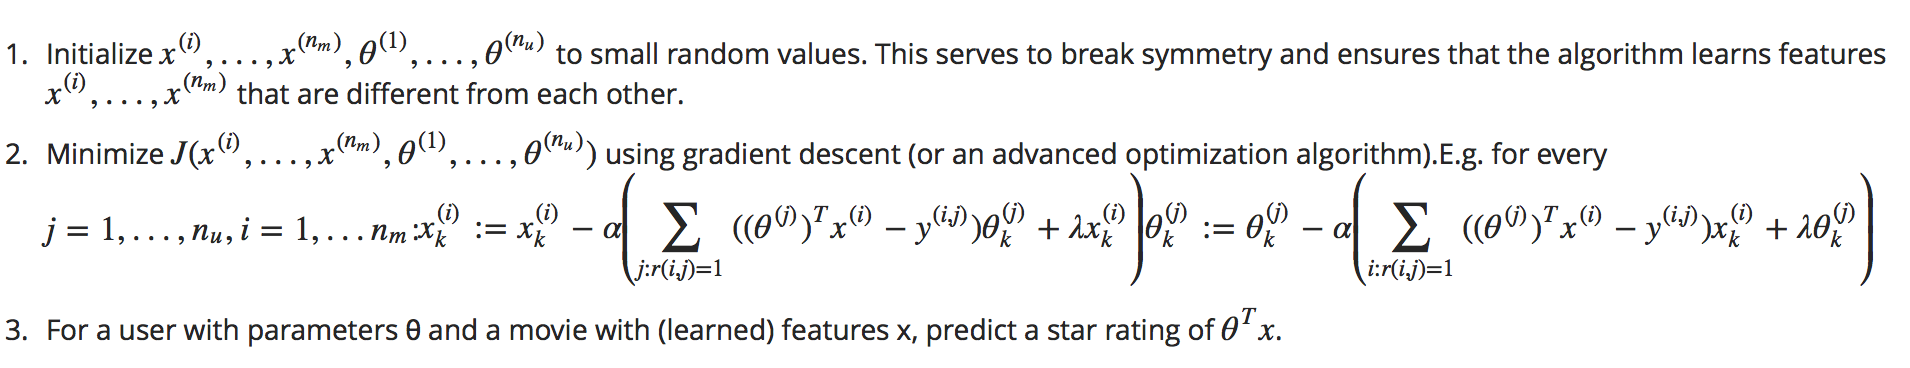 1. Initialize $x^{(i)}, \ldots, x^{(n_m)}, \theta^{(1)}, \ldots, \theta^{(n_u)}$ to small random values. This serves to break symmetry and ensures that the algorithm learns features
$x^{(i)}, \ldots, x^{(n_m)}$ that are different from each other.
2. Minimize $J(x^{(i)}, \ldots, x^{(n_m)}, \theta^{(1)}, \ldots, \theta^{(n_u)})$ using gradient descent (or an advanced optimization algorithm).E.g. for every
$j = 1, \ldots, n_u, i = 1, \ldots n_m : x_k^{(i)} := x_k^{(i)} - \alpha \left( \sum_{j:r(i,j)=1} ((\theta^{(j)})^T x^{(i)} - y^{(i,j)}) \theta_k^{(j)} + \lambda x_k^{(i)} \right) \theta_k^{(j)} := \theta_k^{(j)} - \alpha \left( \sum_{i:r(i,j)=1} ((\theta^{(j)})^T x^{(i)} - y^{(i,j)}) x_k^{(i)} + \lambda \theta_k^{(j)} \right)$
3. For a user with parameters θ and a movie with (learned) features x, predict a star rating of $\theta^T x$.